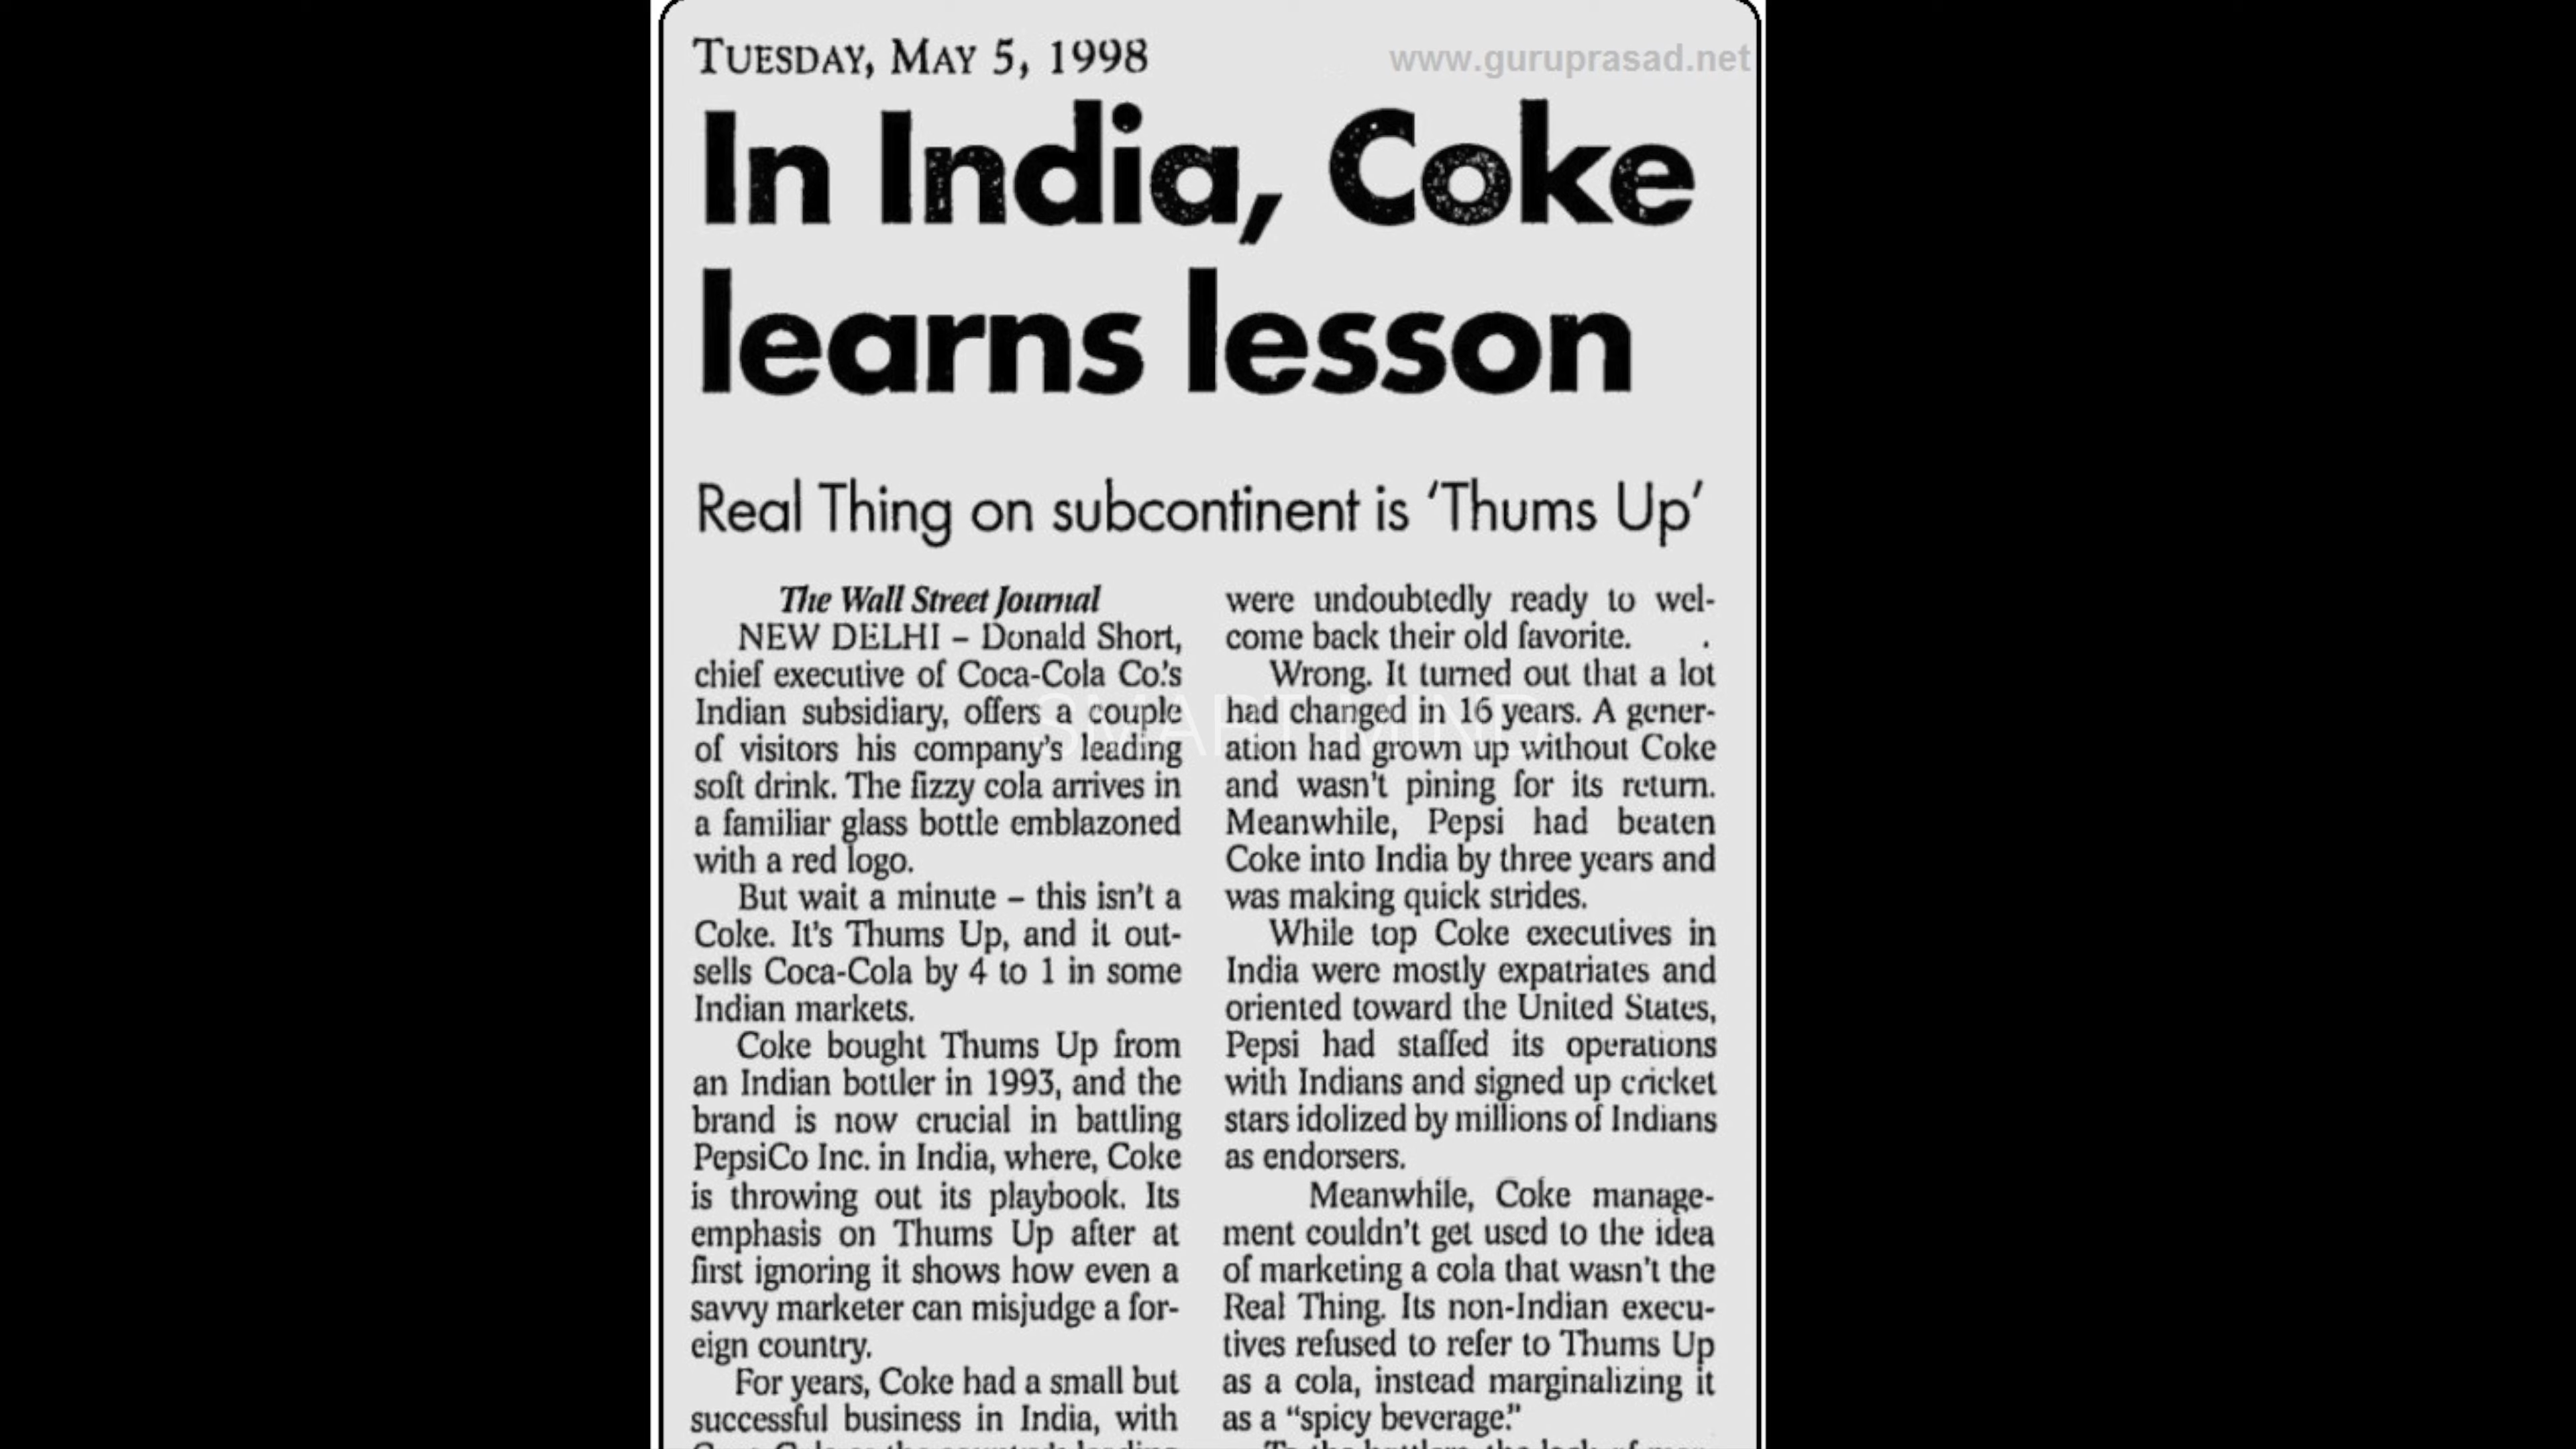 TUESDAY, MAY 5, 1998
www.guruprasad.net
In India, Coke
learns lesson
Real Thing on subcontinent is ‘Thums Up’
The Wall Street Journal
NEW DELHI – Donald Short,
chief executive of Coca-Cola Co.'s
Indian subsidiary, offers a couple
of visitors his company's leading
soft drink. The fizzy cola arrives in
a familiar glass bottle emblazoned
with a red logo.
But wait a minute – this isn't a
Coke. It's Thums Up, and it out-
sells Coca-Cola by 4 to 1 in some
Indian markets.
Coke bought Thums Up from
an Indian bottler in 1993, and the
brand is now crucial in battling
PepsiCo Inc. in India, where, Coke
is throwing out its playbook. Its
emphasis on Thums Up after at
first ignoring it shows how even a
savvy marketer can misjudge a for-
eign country.
For years, Coke had a small but
successful business in India, with
were undoubtedly ready to wel-
come back their old favorite.
Wrong. It turned out that a lot
had changed in 16 years. A gener-
ation had grown up without Coke
and wasn't pining for its return.
Meanwhile, Pepsi had beaten
Coke into India by three years and
was making quick strides.
While top Coke executives in
India were mostly expatriates and
oriented toward the United States,
Pepsi had staffed its operations
with Indians and signed up cricket
stars idolized by millions of Indians
as endorsers.
Meanwhile, Coke manage-
ment couldn't get used to the idea
of marketing a cola that wasn't the
Real Thing. Its non-Indian execu-
tives refused to refer to Thums Up
as a cola, instead marginalizing it
as a “spicy beverage.”
SMART MIND